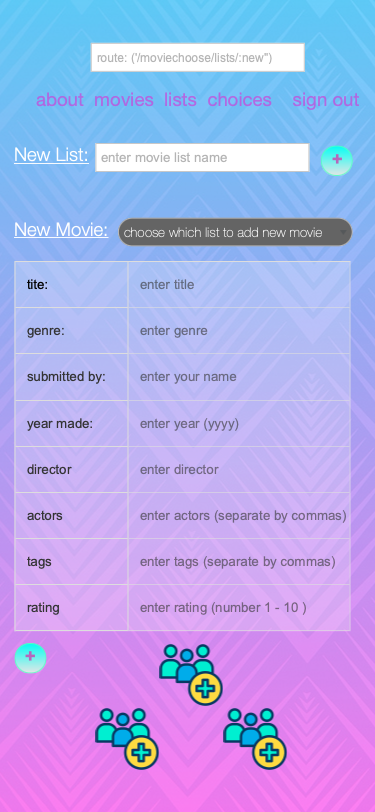 route: ('/moviechoose/lists/:new")
about movies lists choices sign out
New List: enter movie list name
+
New Movie: choose which list to add new movie
tite: enter title
genre: enter genre
submitted by: enter your name
year made: enter year (yyyy)
director enter director
actors enter actors (separate by commas)
tags enter tags (separate by commas)
rating enter rating (number 1 - 10 )
+